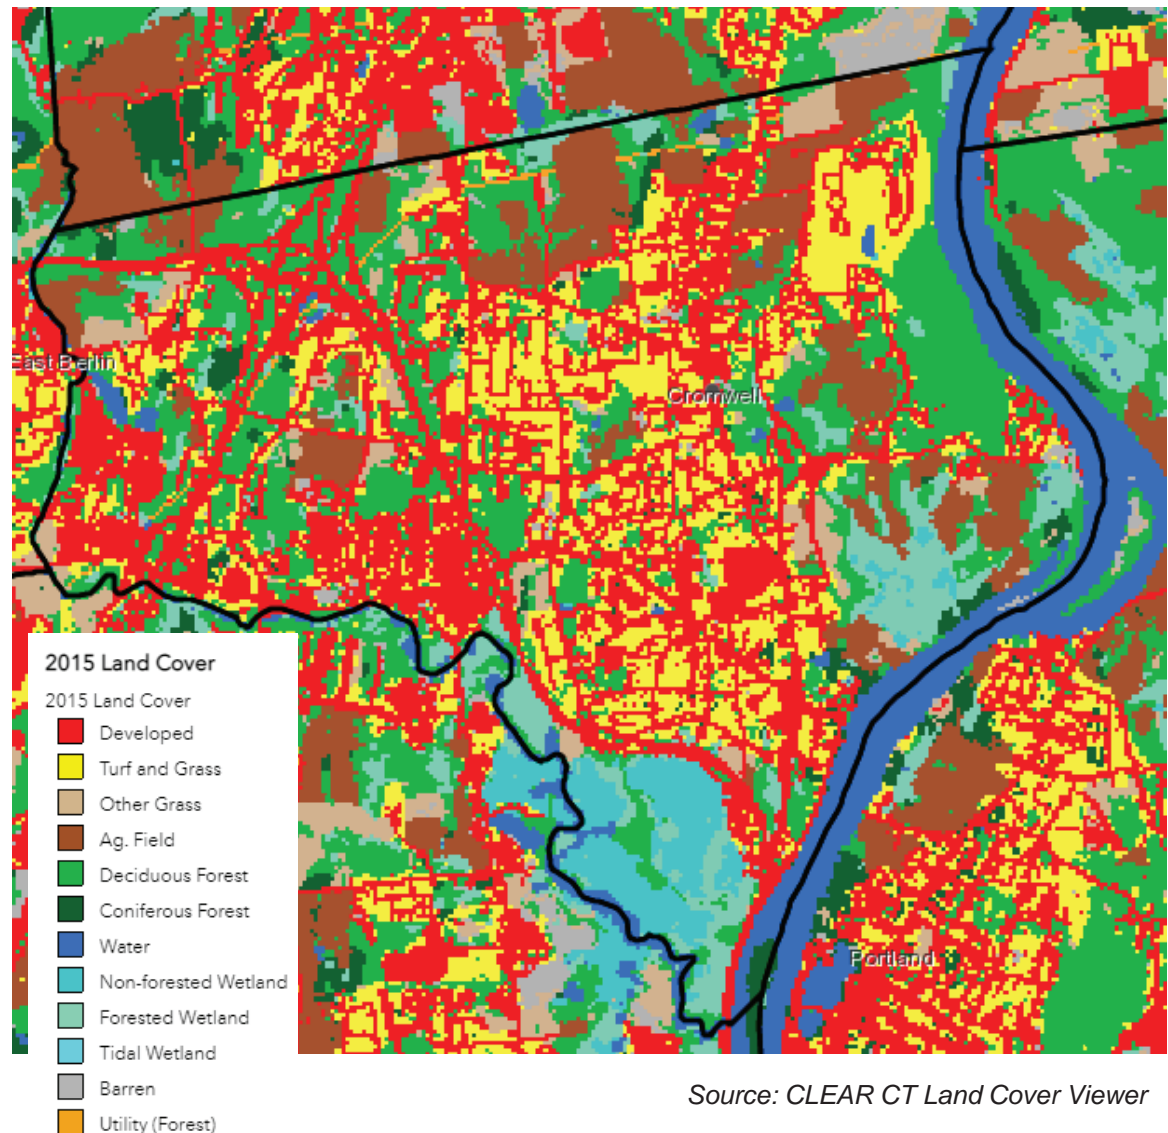 East Berlin
Cromwell
Portland
2015 Land Cover
2015 Land Cover
Developed
Turf and Grass
Other Grass
Ag. Field
Deciduous Forest
Coniferous Forest
Water
Non-forested Wetland
Forested Wetland
Tidal Wetland
Barren
Utility (Forest)
Source: CLEAR CT Land Cover Viewer